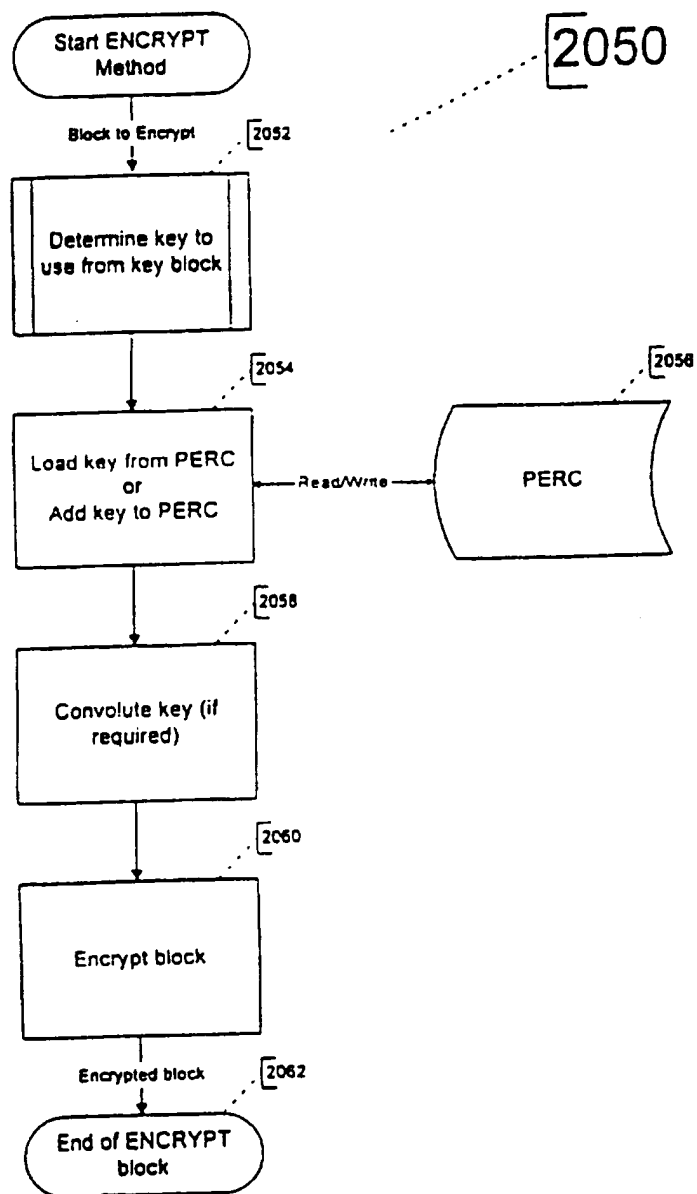 Start ENCRYPT
Method
2050
Block to Encrypt
2052
Determine key to
use from key block
2054
2056
Load key from PERC
or
Add key to PERC
Read/Write
PERC
2058
Convolute key (if
required)
2060
Encrypt block
Encrypted block
2062
End of ENCRYPT
block